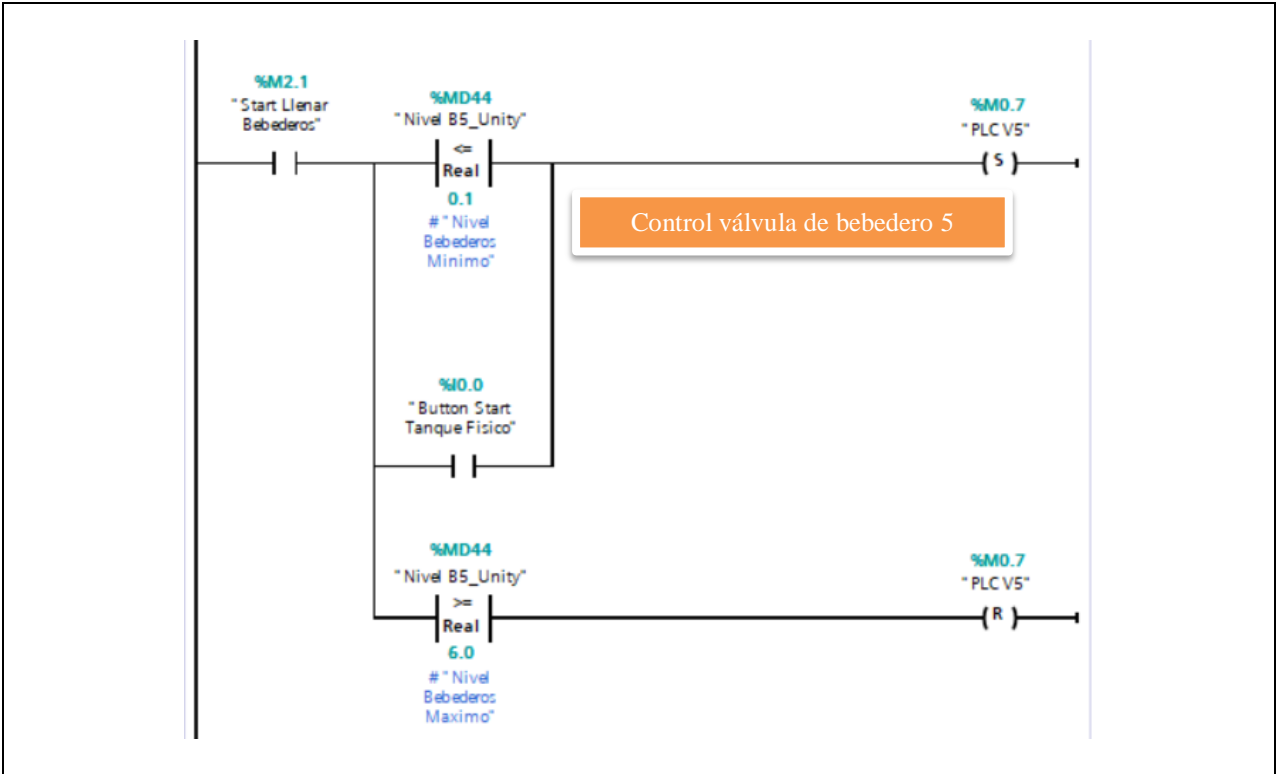 %M2.1
"Start Llenar
Bebederos"
%MD44
"Nivel B5_Unity"
<=
Real
0.1
#"Nivel
Bebederos
Minimo"
%M0.7
"PLC V5"
S
Control válvula de bebedero 5
%I0.0
"Button Start
Tanque Fisico"
%MD44
"Nivel B5_Unity"
>=
Real
6.0
#"Nivel
Bebederos
Maximo"
%M0.7
"PLC V5"
R